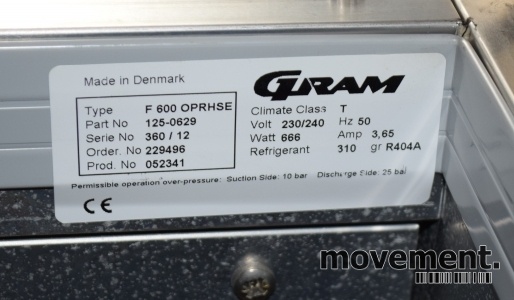 Made in Denmark
GRAM
Type F 600 OPRHSE
Part No 125-0629
Serie No 360 / 12
Order. No 229496
Prod. No 052341
Climate Class T
Volt 230/240 Hz 50
Watt 666 Amp 3,65
Refrigerant 310 gr R404A
Permissible operation over-pressure: Suction Side: 10 bar Discharge Side: 25 bar
CE
movement.